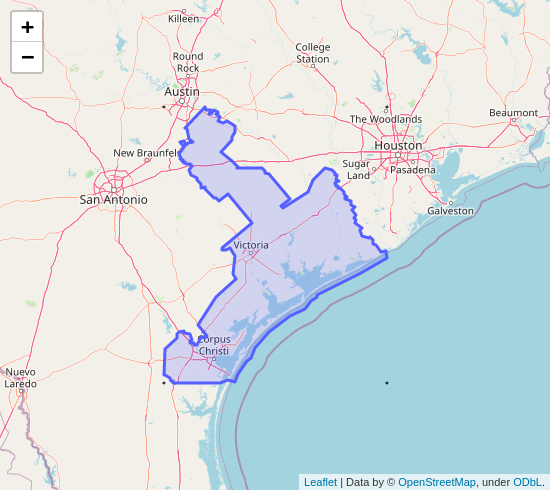 +
−
Killeen
College
Station
Round
Rock
Austin
Beaumont
The Woodlands
Houston
New Braunfels
Sugar
Land
Pasadena
San Antonio
Galveston
Victoria
Corpus
Christi
Nuevo
Laredo
Leaflet | Data by © OpenStreetMap, under ODbL.